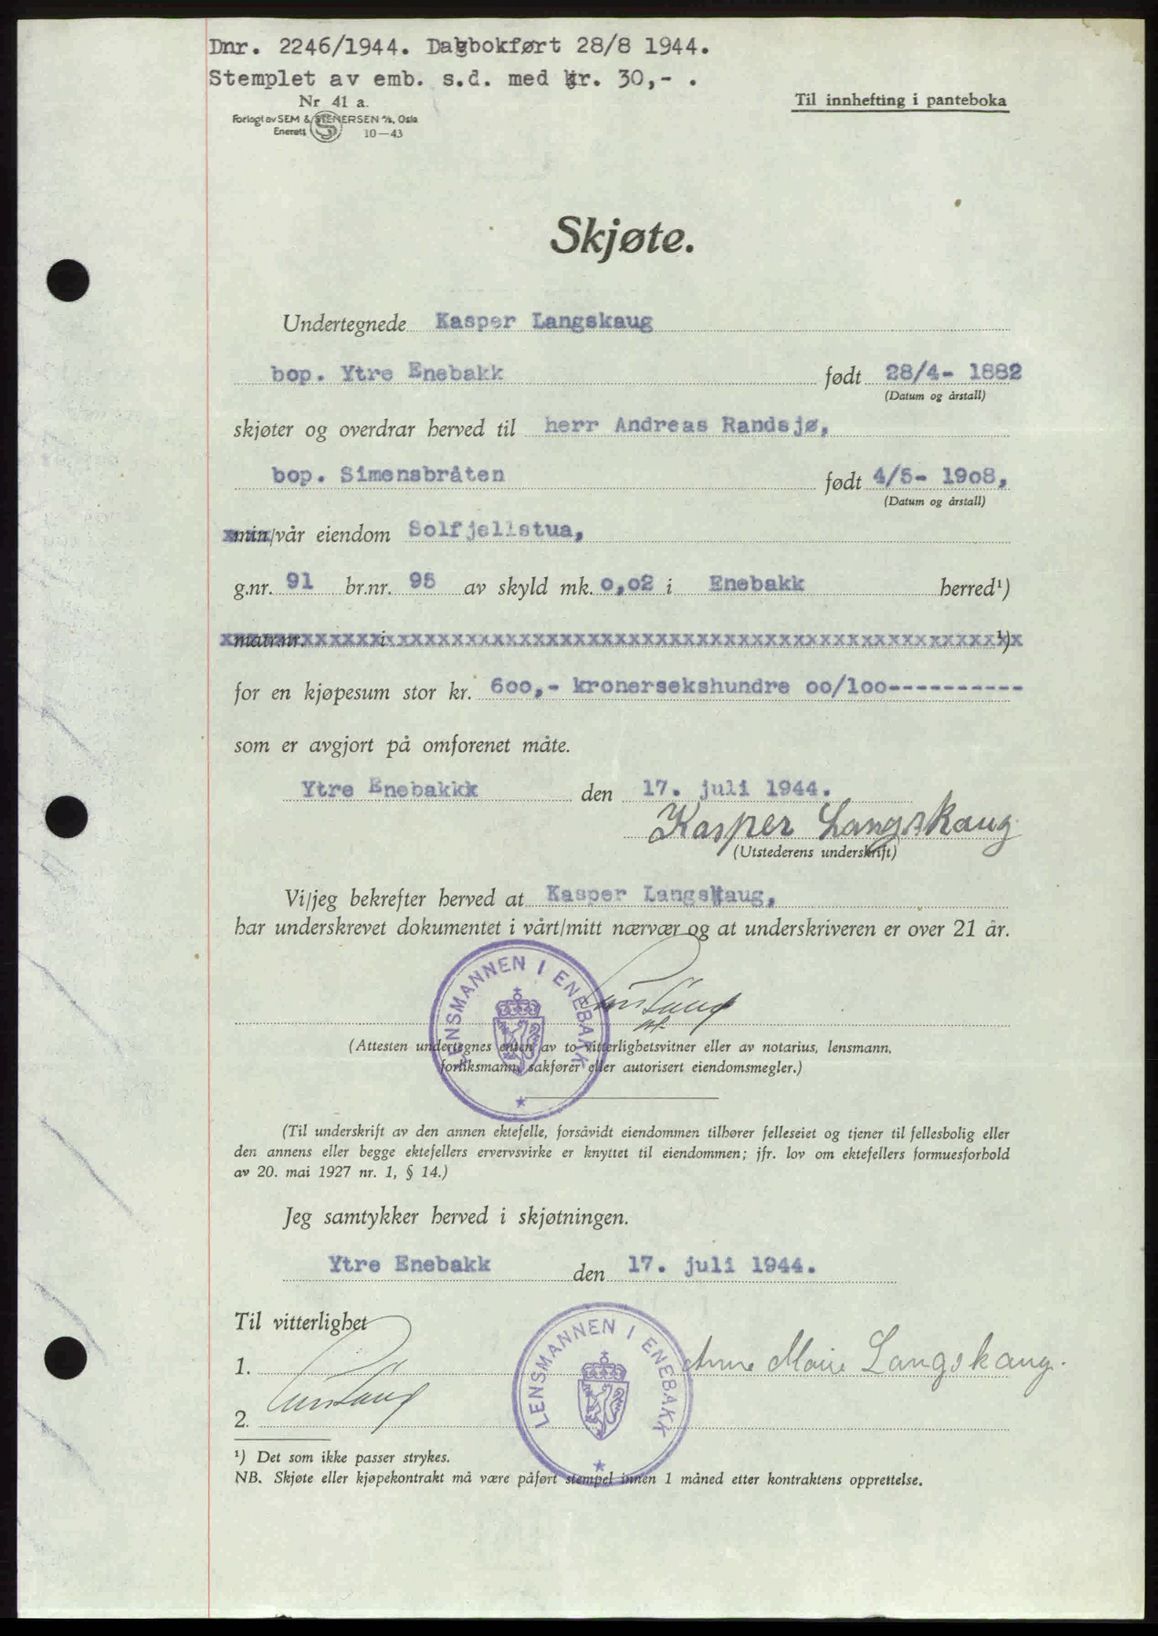 Dnr. 2246/1944. Dagbokført 28/8 1944.
Stemplet av emb. s.d. med kr. 30,- .
Nr 41 a.
Forlagt av SEM & STENERSEN A/S, Oslo
Enerett 10—43
Til innhefting i panteboka
Skjøte.
Undertegnede Kasper Langskaug
bop. Ytre Enebakk født 28/4- 1882
(Datum og årstall)
skjøter og overdrar herved til herr Andreas Randsjø,
bop. Simensbråten født 4/5- 1908,
(Datum og årstall)
min/vår eiendom Solfjellstua,
g.nr. 91 br.nr. 95 av skyld mk. 0,02 i Enebakk herred¹)
matr.nr. i ¹)
for en kjøpesum stor kr. 600,- kronersekshundre 00/100----------
som er avgjort på omforenet måte.
Ytre Enebakkk den 17. juli 1944.
Kasper Langskaug
(Utstederens underskrift)
Vi/jeg bekrefter herved at Kasper Langskaug,
har underskrevet dokumentet i vårt/mitt nærvær og at underskriveren er over 21 år.
LENSMANNEN I ENEBAKK
(Attesten undertegnes enten av to vitterlighetsvitner eller av notarius, lensmann,
forliksmann, sakfører eller autorisert eiendomsmegler.)
(Til underskrift av den annen ektefelle, forsåvidt eiendommen tilhører felleseiet og tjener til fellesbolig eller
den annens eller begge ektefellers ervervsvirke er knyttet til eiendommen; jfr. lov om ektefellers formuesforhold
av 20. mai 1927 nr. 1, § 14.)
Jeg samtykker herved i skjøtningen.
Ytre Enebakk den 17. juli 1944.
Til vitterlighet
LENSMANNEN I ENEBAKK
1. Anne Marie Langskaug.
2.
¹) Det som ikke passer strykes.
NB. Skjøte eller kjøpekontrakt må være påført stempel innen 1 måned etter kontraktens opprettelse.